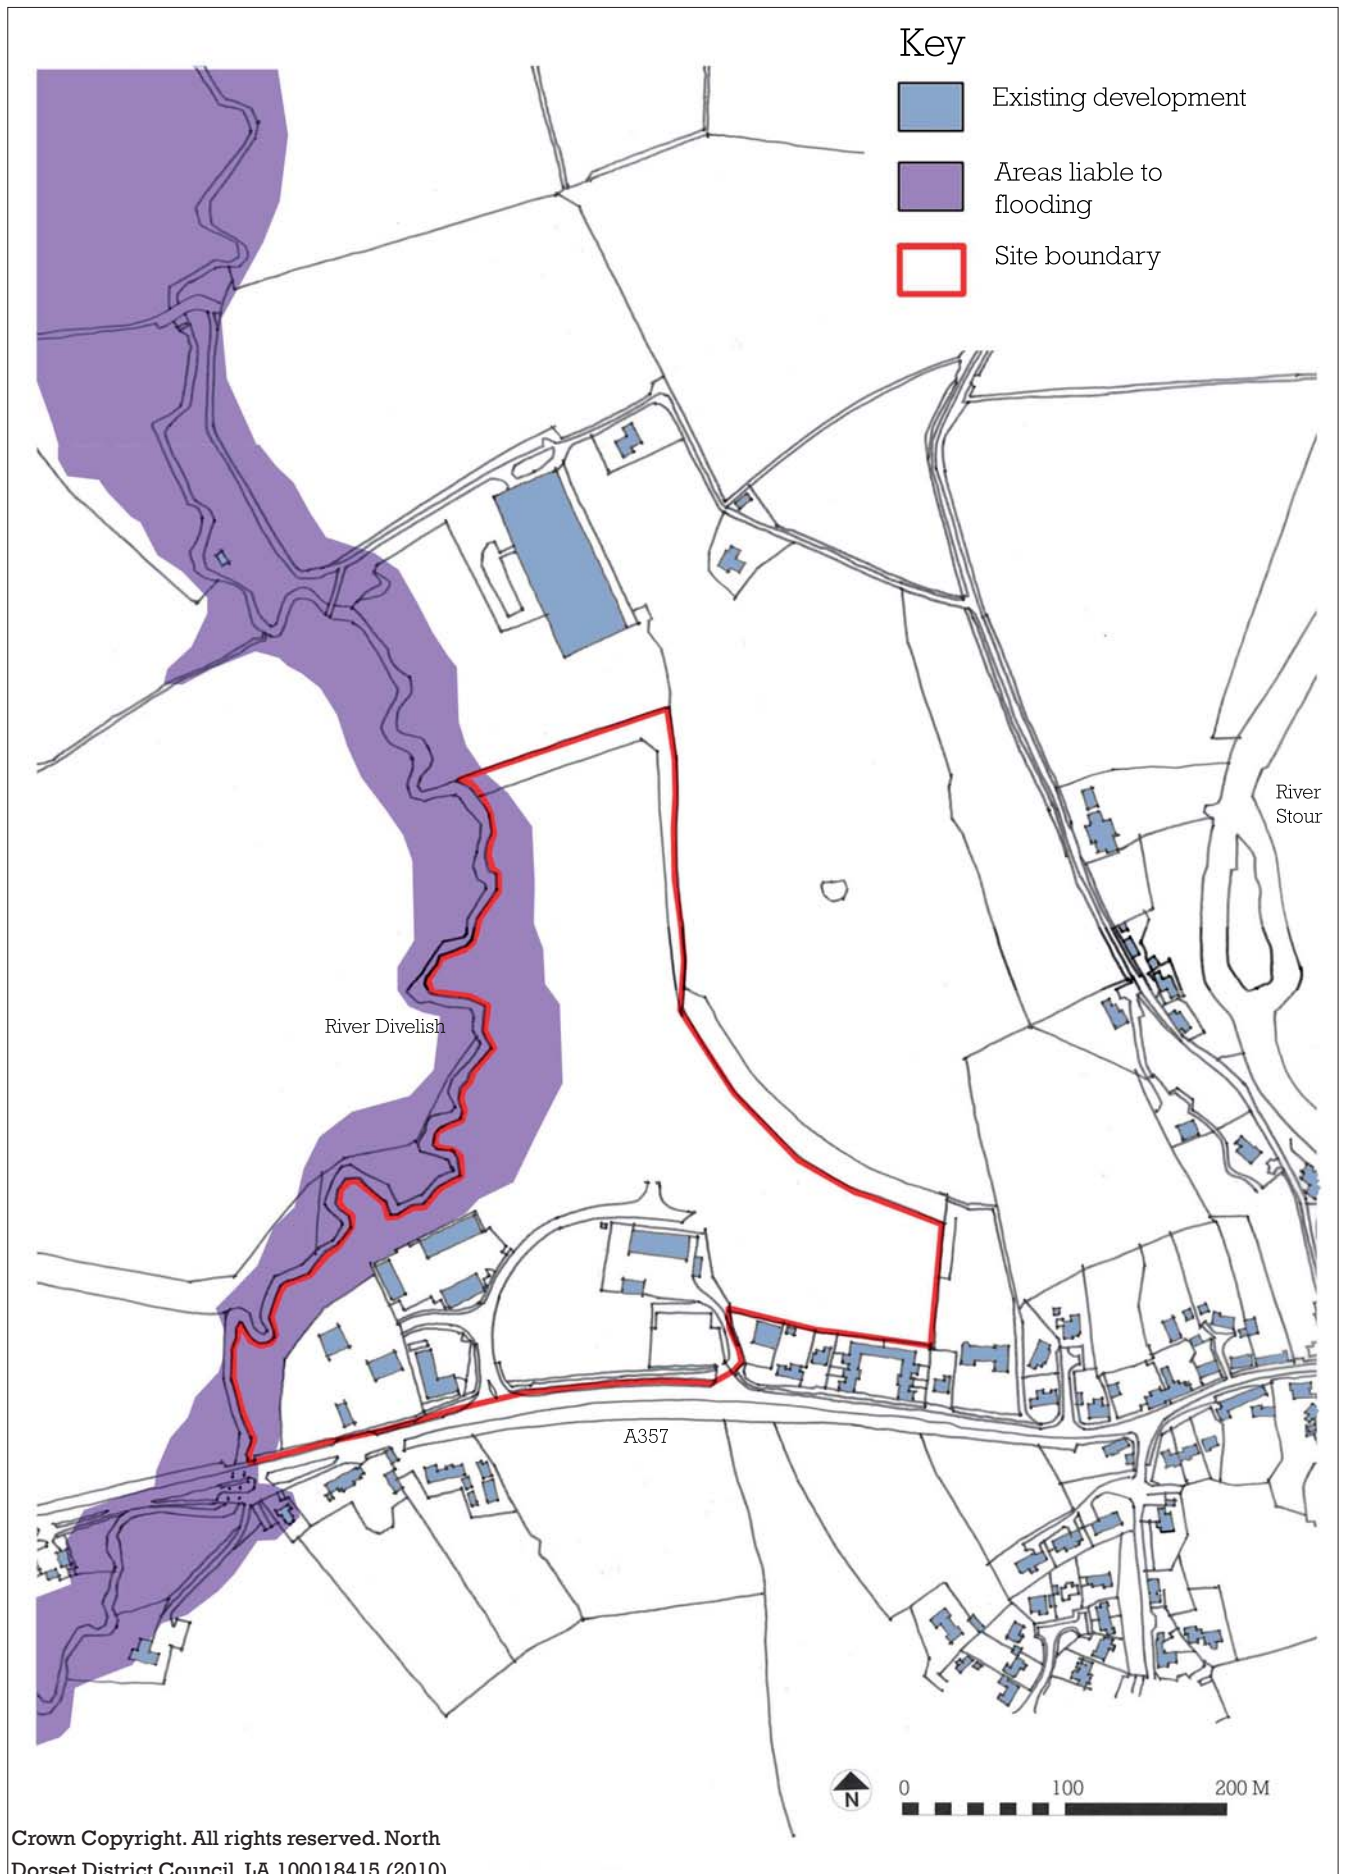 Key
Existing development
Areas liable to
flooding
Site boundary
River
Stour
River Divelish
A357
N
0 100 200 M
Crown Copyright. All rights reserved. North
Dorset District Council. LA 100018415 (2010)